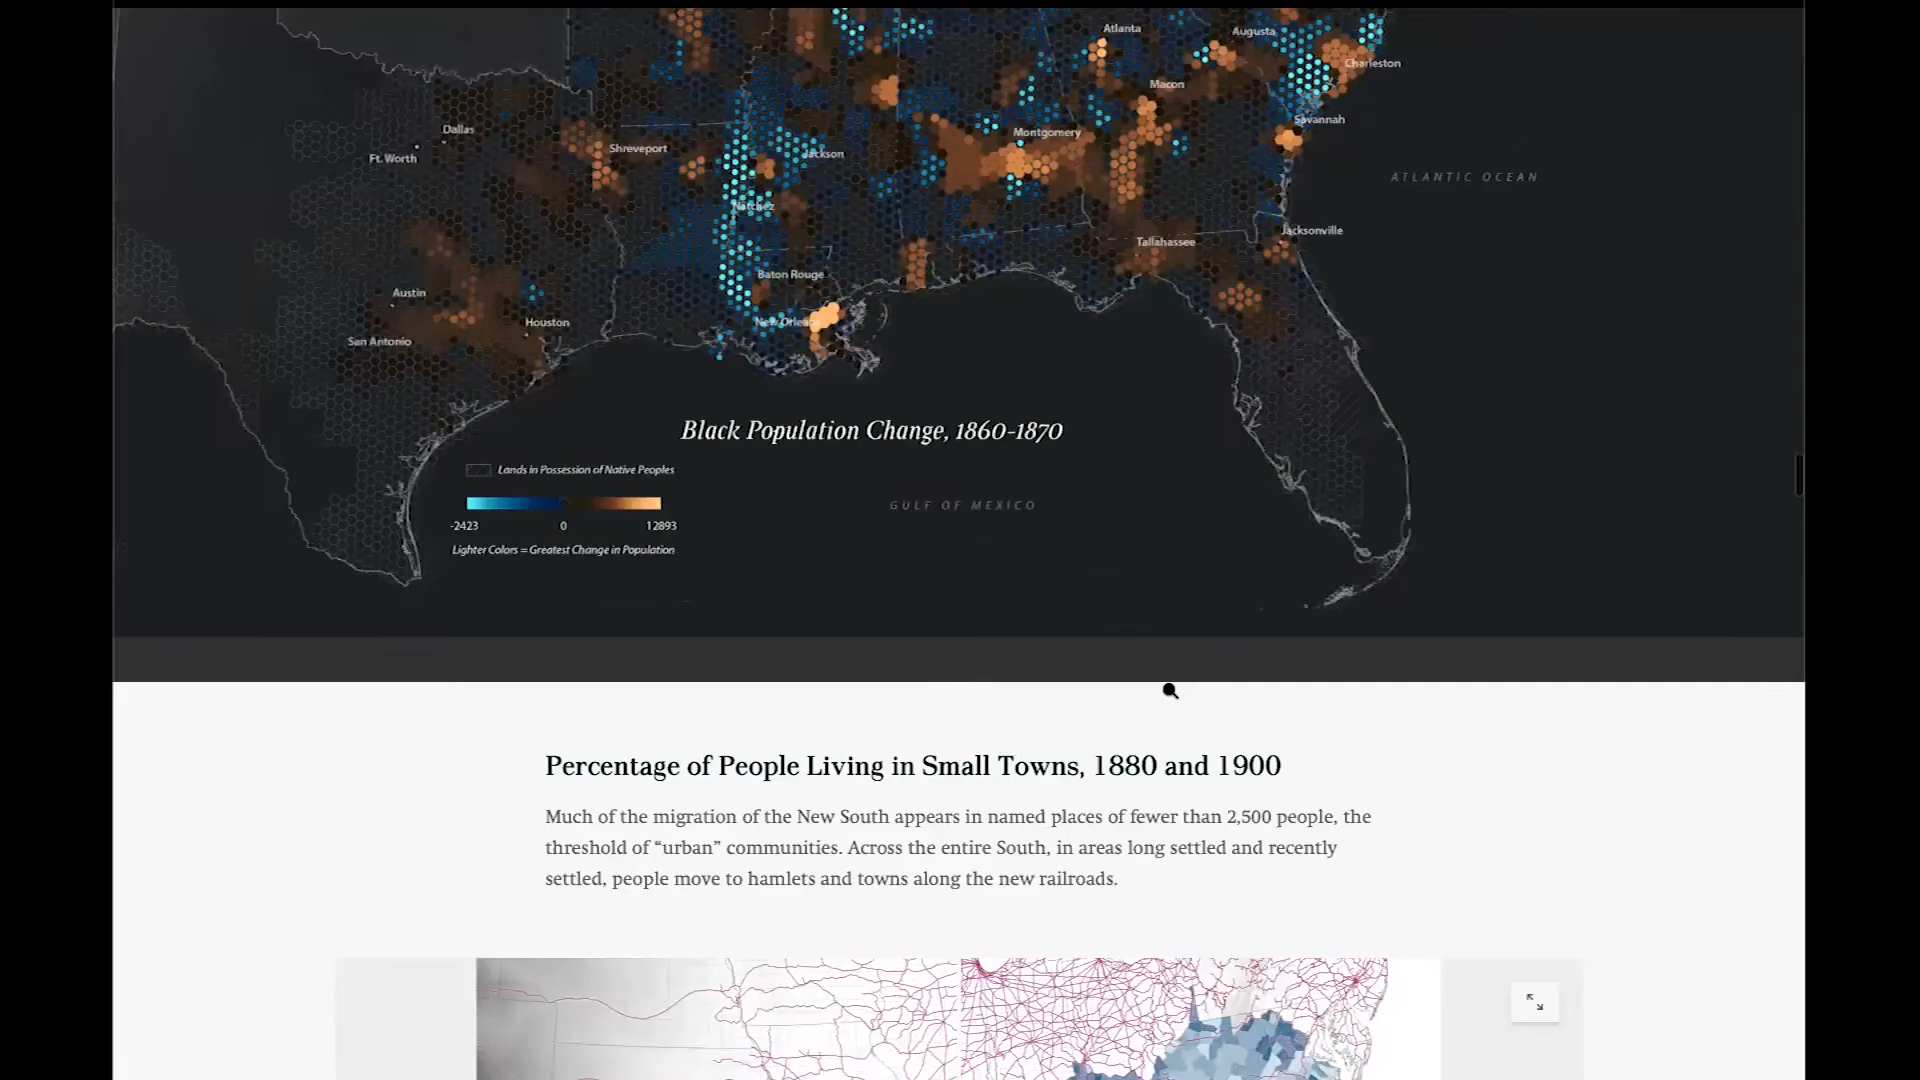 Atlanta
Augusta
Charleston
Macon
Savannah
Dallas
Ft. Worth
Shreveport
Montgomery
Jackson
ATLANTIC OCEAN
Natchez
Jacksonville
Tallahassee
Baton Rouge
Austin
Houston
New Orleans
San Antonio
Black Population Change, 1860-1870
Lands in Possession of Native Peoples
GULF OF MEXICO
-2423 0 12893
Lighter Colors = Greatest Change in Population
Percentage of People Living in Small Towns, 1880 and 1900
Much of the migration of the New South appears in named places of fewer than 2,500 people, the
threshold of “urban” communities. Across the entire South, in areas long settled and recently
settled, people move to hamlets and towns along the new railroads.